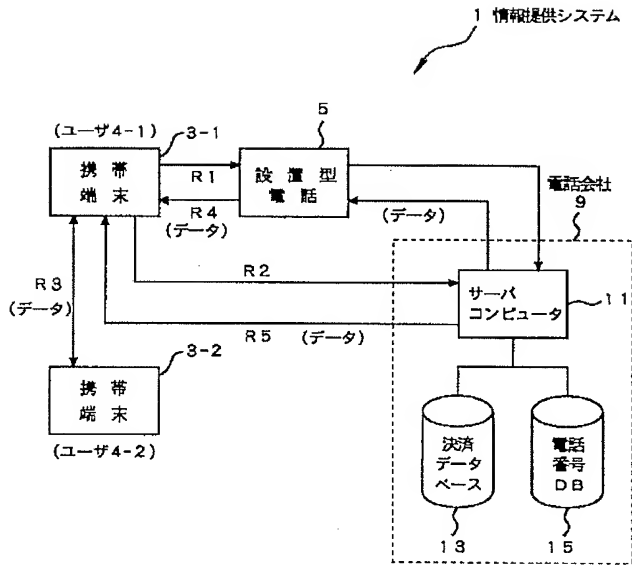 1 情報提供システム
(ユーザ4-1)
3-1
携帯
端末
5
設置型
電話
R1
R4
(データ)
(データ)
電話会社
9
R2
R3
(データ)
R5 (データ)
サーバ
コンピュータ
11
3-2
携帯
端末
(ユーザ4-2)
決済
データ
ベース
電話
番号
DB
13
15